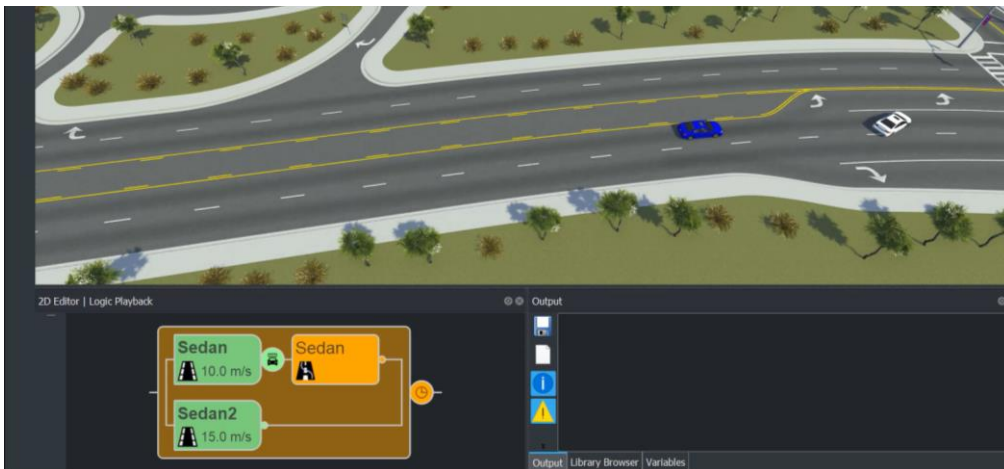 2D Editor | Logic Playback
Output
Sedan
10.0 m/s
Sedan
Sedan2
15.0 m/s
Output
Library Browser
Variables